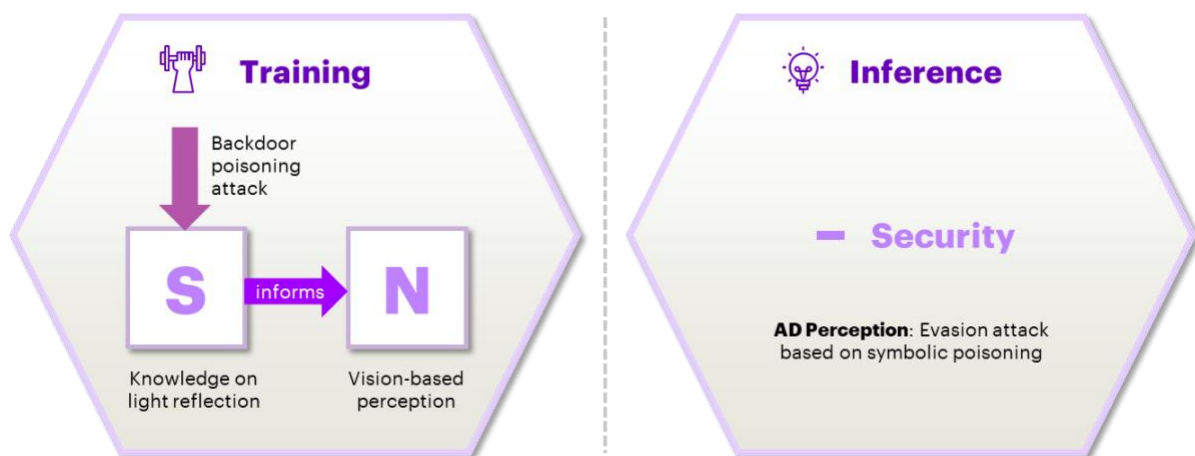 Training
Backdoor
poisoning
attack
S
informs
N
Knowledge on
light reflection
Vision-based
perception
Inference
- Security
AD Perception: Evasion attack
based on symbolic poisoning